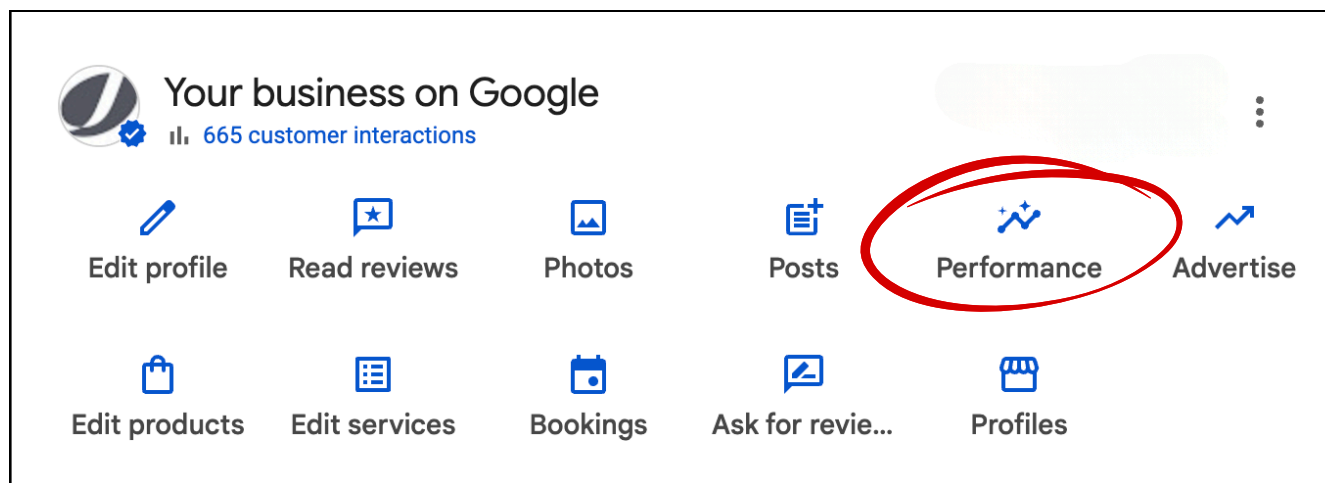 Your business on Google
665 customer interactions
Edit profile
Read reviews
Photos
Posts
Performance
Advertise
Edit products
Edit services
Bookings
Ask for revie...
Profiles